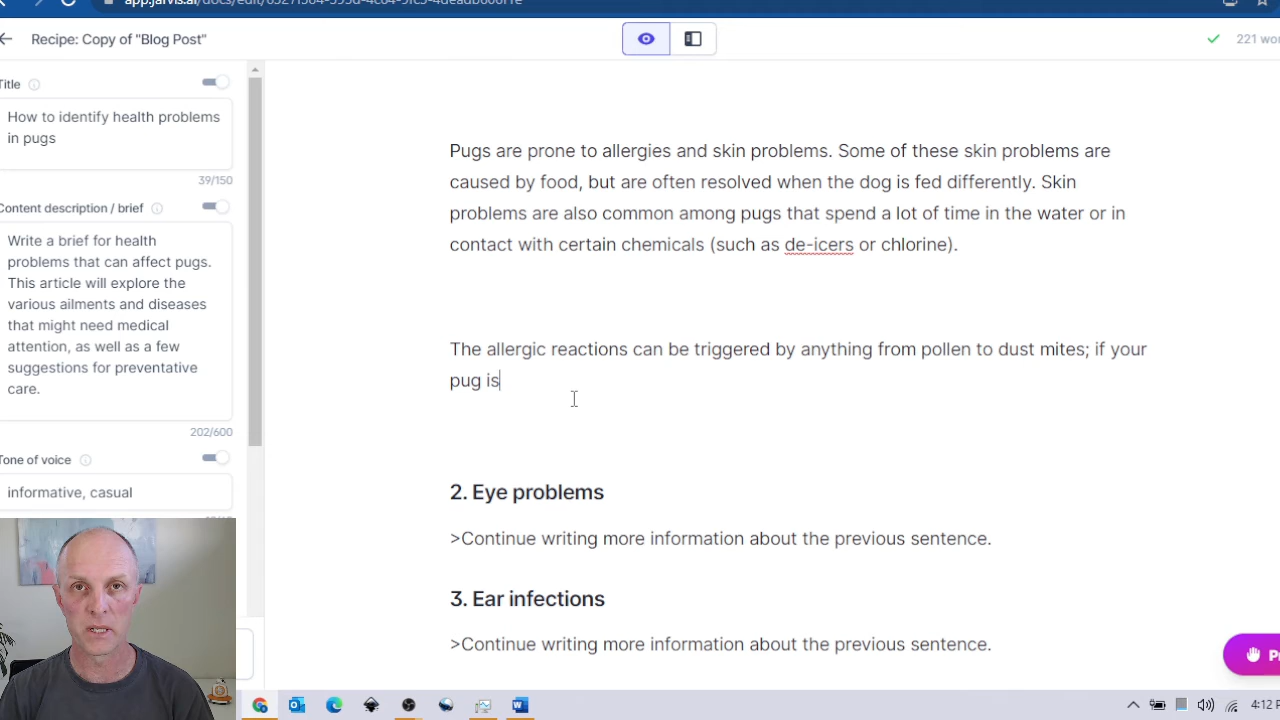 Recipe: Copy of "Blog Post"
Title
How to identify health problems
in pugs
39/150
Content description / brief
Write a brief for health
problems that can affect pugs.
This article will explore the
various ailments and diseases
that might need medical
attention, as well as a few
suggestions for preventative
care.
202/600
Tone of voice
informative, casual
221 wor
Pugs are prone to allergies and skin problems. Some of these skin problems are
caused by food, but are often resolved when the dog is fed differently. Skin
problems are also common among pugs that spend a lot of time in the water or in
contact with certain chemicals (such as de-icers or chlorine).
The allergic reactions can be triggered by anything from pollen to dust mites; if your
pug is
2. Eye problems
>Continue writing more information about the previous sentence.
3. Ear infections
>Continue writing more information about the previous sentence.
4:12 P